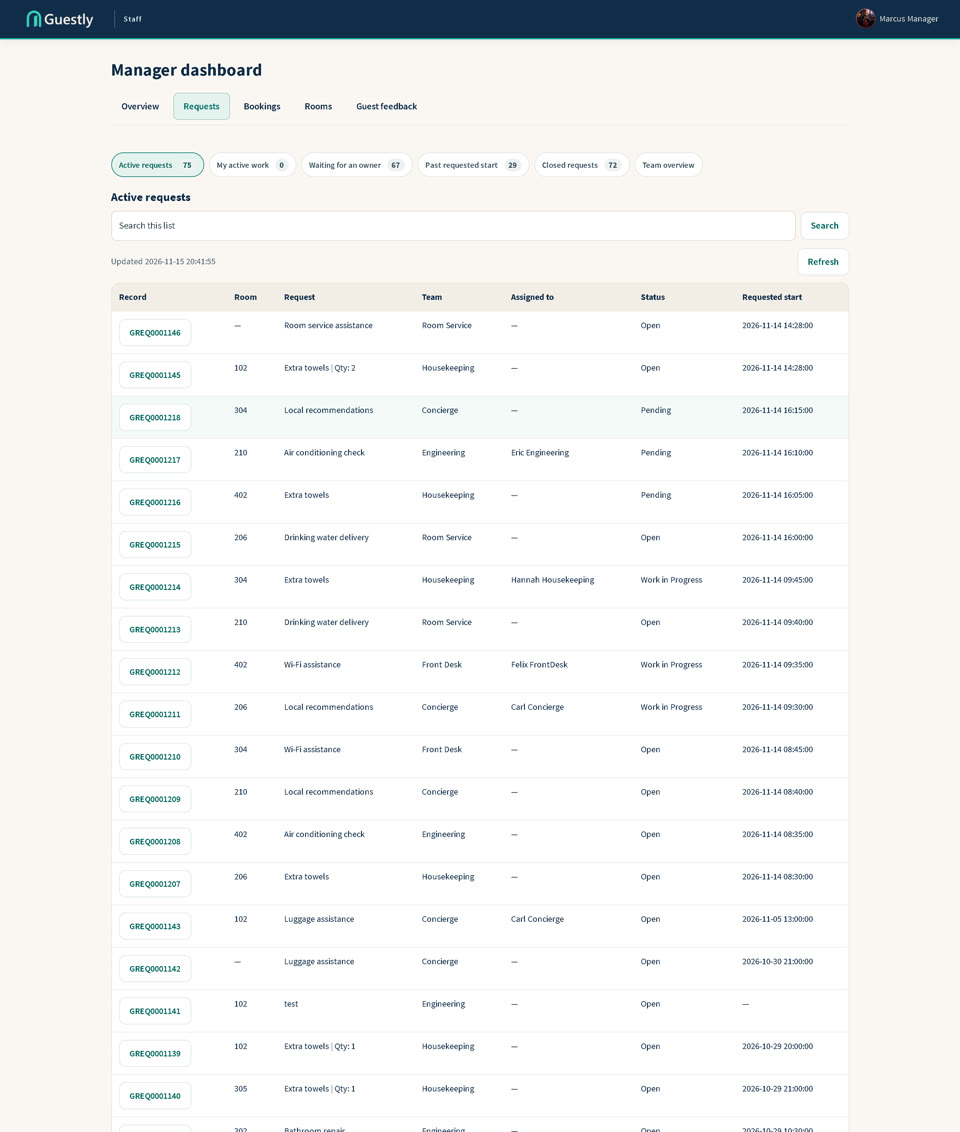 Guestly Staff Marcus Manager
Manager dashboard
Overview Requests Bookings Rooms Guest feedback
Active requests 75 My active work 0 Waiting for an owner 67 Past requested start 29 Closed requests 72 Team overview
Active requests
Search this list Search
Updated 2026-11-15 20:41:55 Refresh
Record Room Request Team Assigned to Status Requested start
GREQ0001146 — Room service assistance Room Service — Open 2026-11-14 14:28:00
GREQ0001145 102 Extra towels | Qty: 2 Housekeeping — Open 2026-11-14 14:28:00
GREQ0001218 304 Local recommendations Concierge — Pending 2026-11-14 16:15:00
GREQ0001217 210 Air conditioning check Engineering Eric Engineering Pending 2026-11-14 16:10:00
GREQ0001216 402 Extra towels Housekeeping — Pending 2026-11-14 16:05:00
GREQ0001215 206 Drinking water delivery Room Service — Open 2026-11-14 16:00:00
GREQ0001214 304 Extra towels Housekeeping Hannah Housekeeping Work in Progress 2026-11-14 09:45:00
GREQ0001213 210 Drinking water delivery Room Service — Open 2026-11-14 09:40:00
GREQ0001212 402 Wi-Fi assistance Front Desk Felix FrontDesk Work in Progress 2026-11-14 09:35:00
GREQ0001211 206 Local recommendations Concierge Carl Concierge Work in Progress 2026-11-14 09:30:00
GREQ0001210 304 Wi-Fi assistance Front Desk — Open 2026-11-14 08:45:00
GREQ0001209 210 Local recommendations Concierge — Open 2026-11-14 08:40:00
GREQ0001208 402 Air conditioning check Engineering — Open 2026-11-14 08:35:00
GREQ0001207 206 Extra towels Housekeeping — Open 2026-11-14 08:30:00
GREQ0001143 102 Luggage assistance Concierge Carl Concierge Open 2026-11-05 13:00:00
GREQ0001142 — Luggage assistance Concierge — Open 2026-10-30 21:00:00
GREQ0001141 102 test Engineering — Open —
GREQ0001139 102 Extra towels | Qty: 1 Housekeeping — Open 2026-10-29 20:00:00
GREQ0001140 305 Extra towels | Qty: 1 Housekeeping — Open 2026-10-29 21:00:00
302 Bathroom repair Engineering — Open 2026-10-29 10:30:00